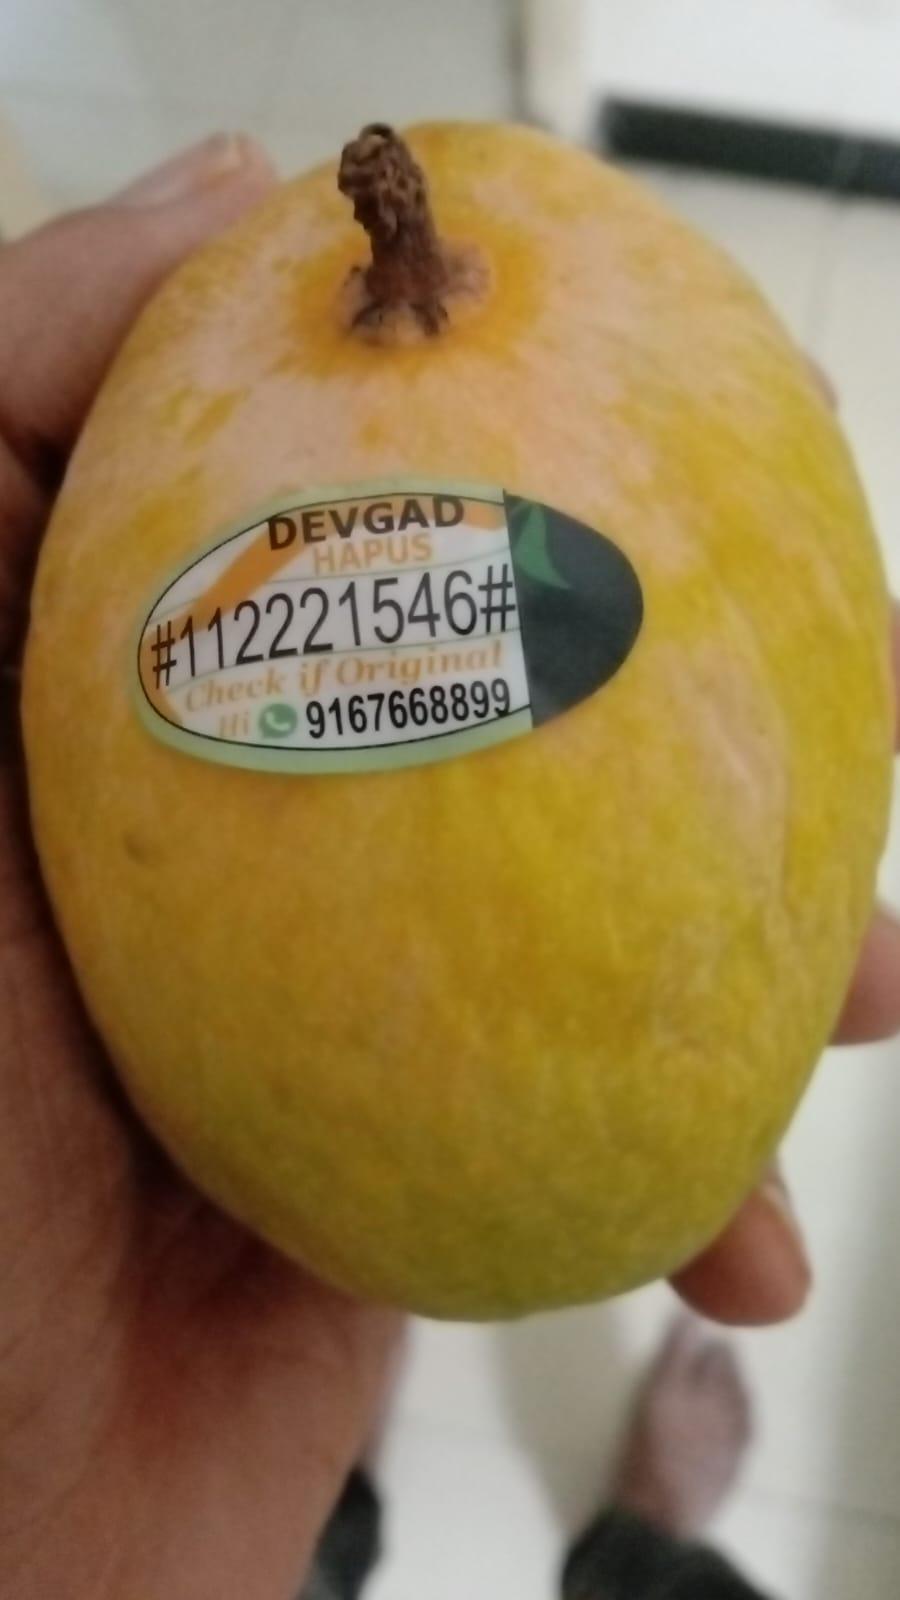 DEVGAD
HAPUS
#112221546#
Check if Original
Hi 9167668899